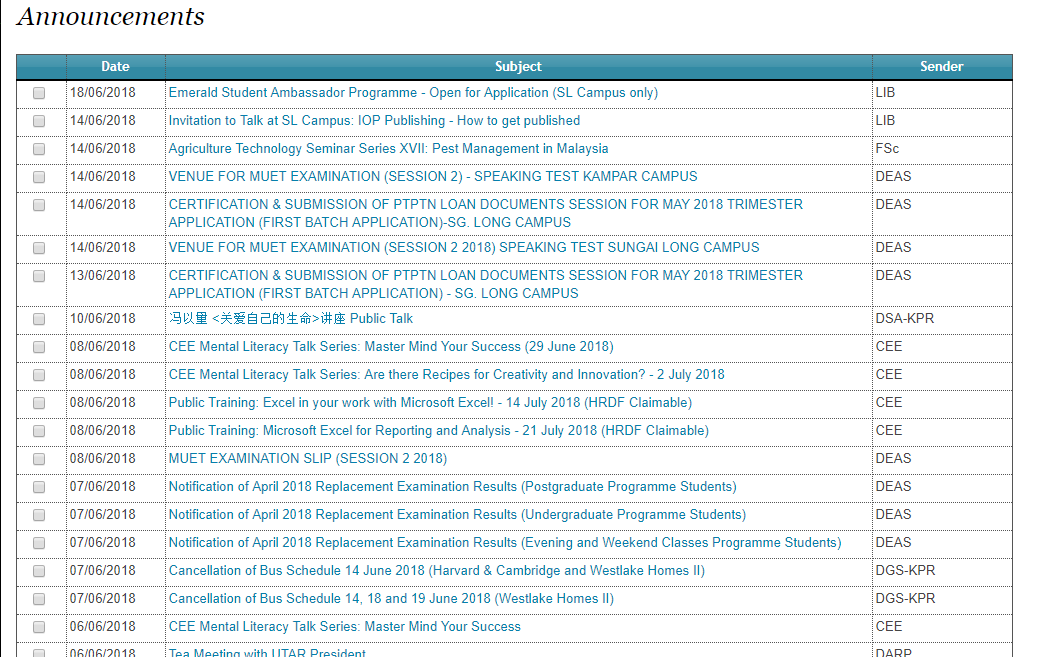 Announcements
Date Subject Sender
18/06/2018 Emerald Student Ambassador Programme - Open for Application (SL Campus only) LIB
14/06/2018 Invitation to Talk at SL Campus: IOP Publishing - How to get published LIB
14/06/2018 Agriculture Technology Seminar Series XVII: Pest Management in Malaysia FSc
14/06/2018 VENUE FOR MUET EXAMINATION (SESSION 2) - SPEAKING TEST KAMPAR CAMPUS DEAS
14/06/2018 CERTIFICATION & SUBMISSION OF PTPTN LOAN DOCUMENTS SESSION FOR MAY 2018 TRIMESTER DEAS
APPLICATION (FIRST BATCH APPLICATION)-SG. LONG CAMPUS
14/06/2018 VENUE FOR MUET EXAMINATION (SESSION 2 2018) SPEAKING TEST SUNGAI LONG CAMPUS DEAS
13/06/2018 CERTIFICATION & SUBMISSION OF PTPTN LOAN DOCUMENTS SESSION FOR MAY 2018 TRIMESTER DEAS
APPLICATION (FIRST BATCH APPLICATION) - SG. LONG CAMPUS
10/06/2018 冯以量 <关爱自己的生命>讲座 Public Talk DSA-KPR
08/06/2018 CEE Mental Literacy Talk Series: Master Mind Your Success (29 June 2018) CEE
08/06/2018 CEE Mental Literacy Talk Series: Are there Recipes for Creativity and Innovation? - 2 July 2018 CEE
08/06/2018 Public Training: Excel in your work with Microsoft Excel! - 14 July 2018 (HRDF Claimable) CEE
08/06/2018 Public Training: Microsoft Excel for Reporting and Analysis - 21 July 2018 (HRDF Claimable) CEE
08/06/2018 MUET EXAMINATION SLIP (SESSION 2 2018) DEAS
07/06/2018 Notification of April 2018 Replacement Examination Results (Postgraduate Programme Students) DEAS
07/06/2018 Notification of April 2018 Replacement Examination Results (Undergraduate Programme Students) DEAS
07/06/2018 Notification of April 2018 Replacement Examination Results (Evening and Weekend Classes Programme Students) DEAS
07/06/2018 Cancellation of Bus Schedule 14 June 2018 (Harvard & Cambridge and Westlake Homes II) DGS-KPR
07/06/2018 Cancellation of Bus Schedule 14, 18 and 19 June 2018 (Westlake Homes II) DGS-KPR
06/06/2018 CEE Mental Literacy Talk Series: Master Mind Your Success CEE
06/06/2018 Tea Meeting with UTAR President DARP